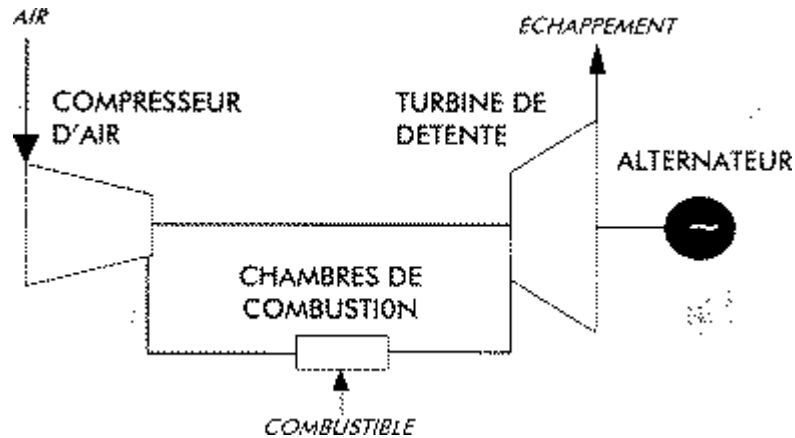 AIR
ÉCHAPPEMENT
COMPRESSEUR
D'AIR
TURBINE DE
DETENTE
ALTERNATEUR
~
CHAMBRES DE
COMBUSTION
COMBUSTIBLE